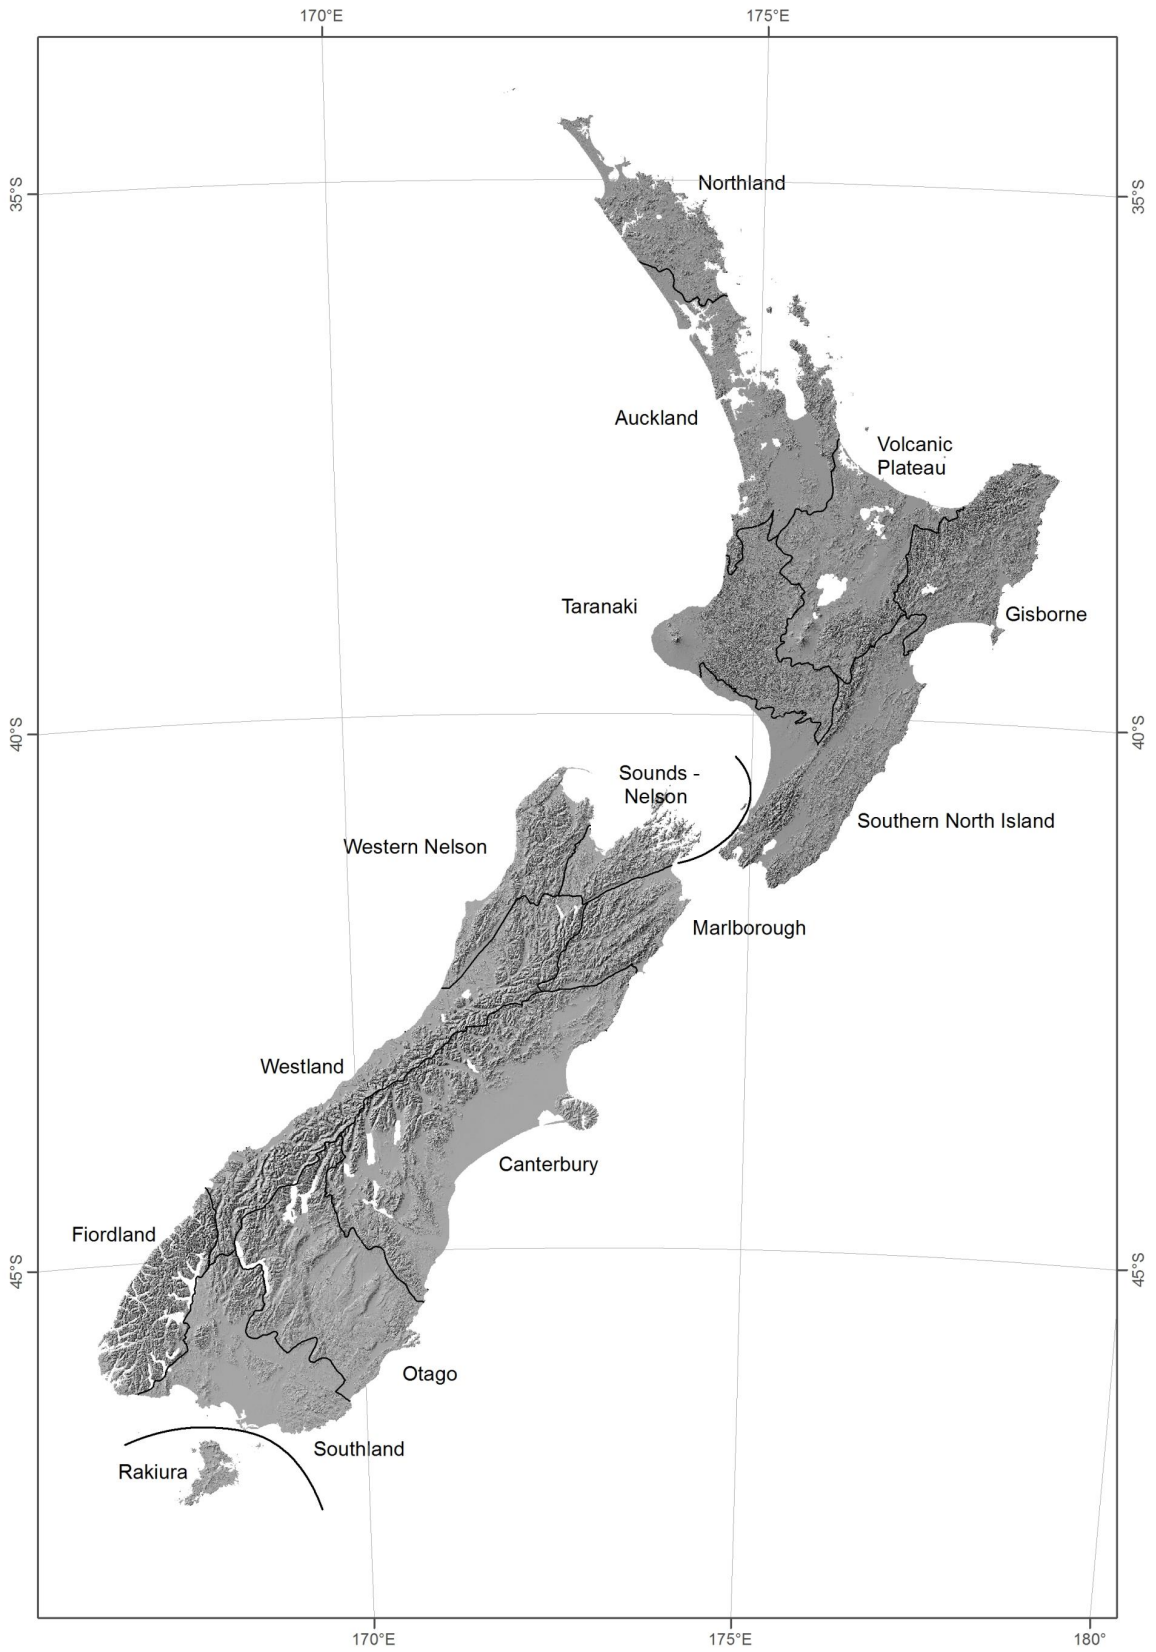 170°E
175°E
35°S
35°S
Northland
Auckland
Volcanic
Plateau
Taranaki
Gisborne
40°S
40°S
Sounds -
Nelson
Southern North Island
Western Nelson
Marlborough
Westland
Canterbury
Fiordland
45°S
45°S
Otago
Southland
Rakiura
170°E
175°E
180°